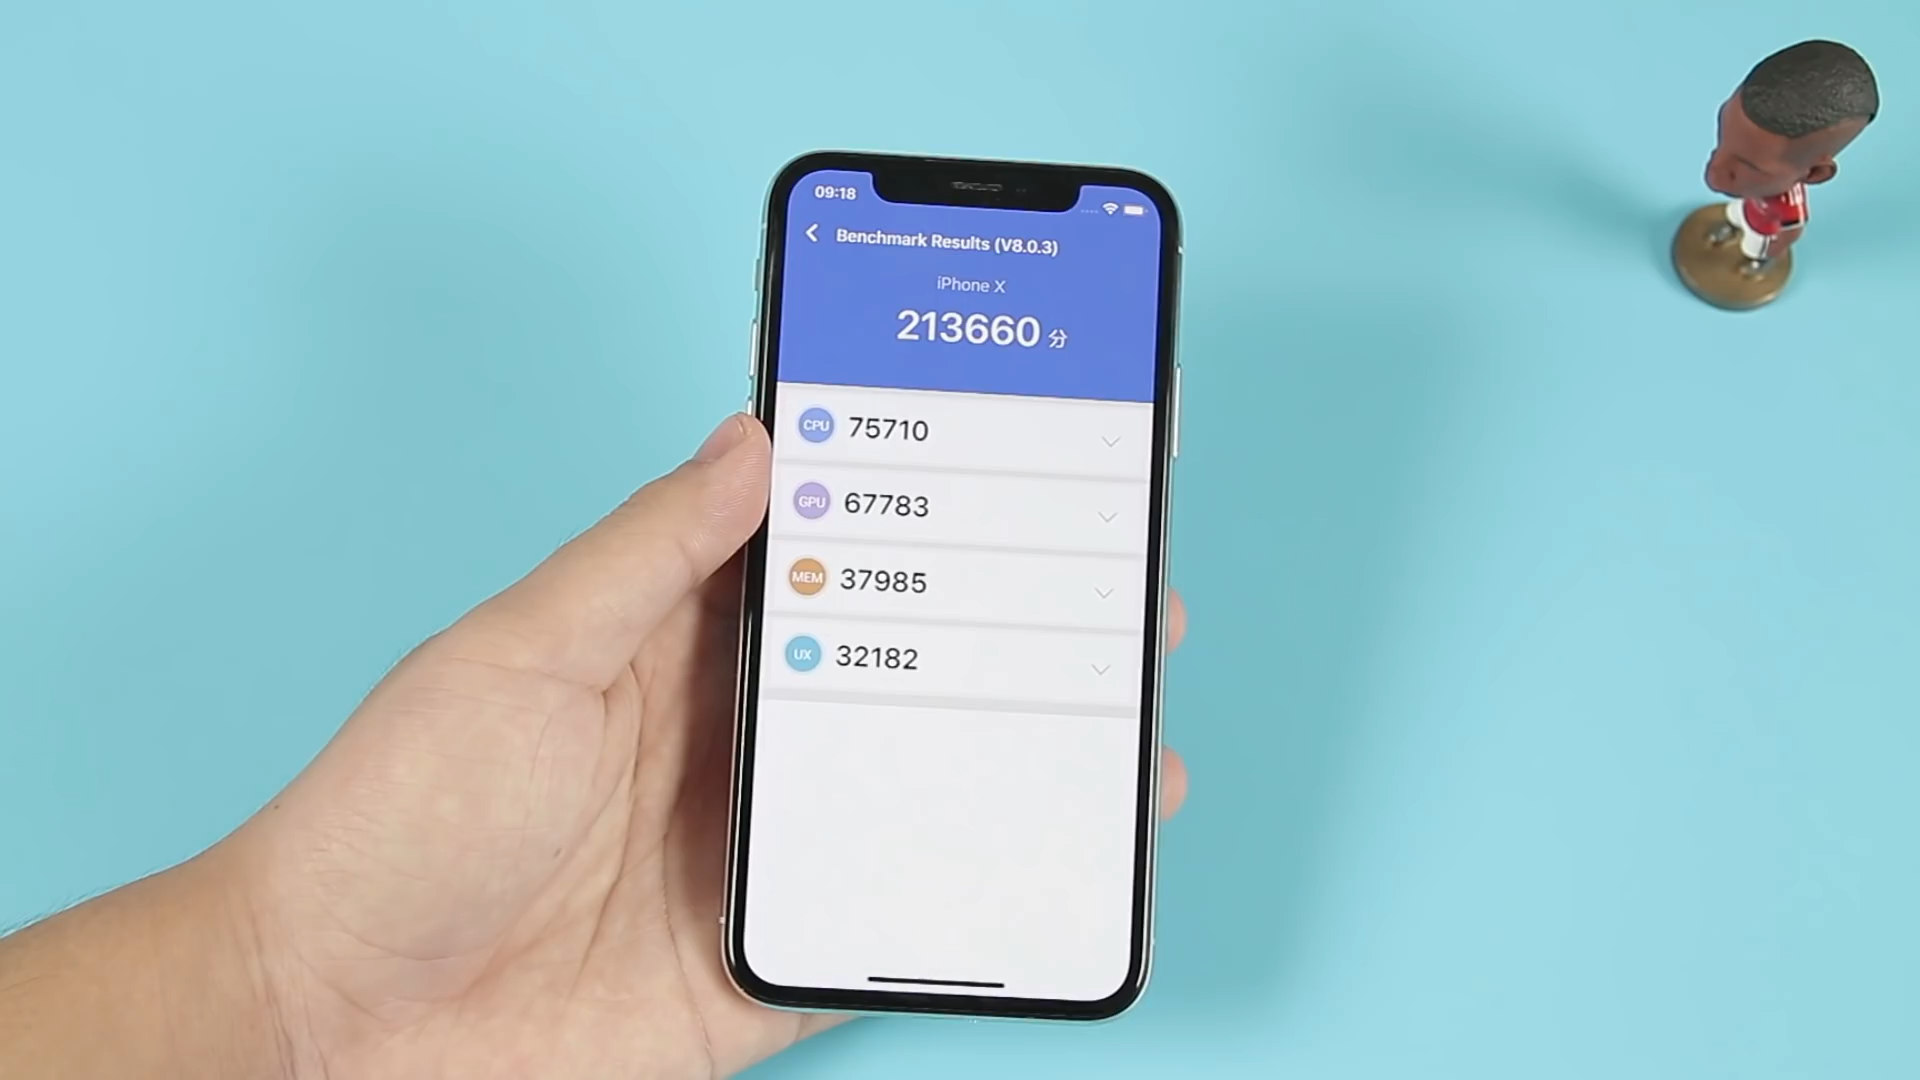 09:18
Benchmark Results (V8.0.3)
iPhone X
213660 分
CPU 75710
GPU 67783
MEM 37985
UX 32182